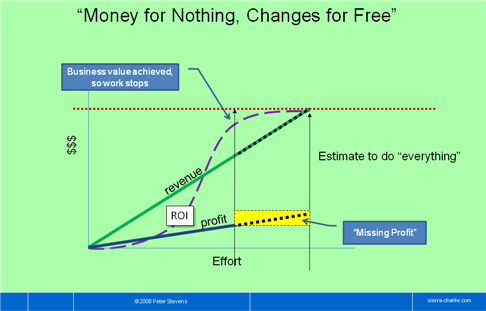 “Money for Nothing, Changes for Free”
Business value achieved,
so work stops
$$$
Estimate to do “everything”
revenue
ROI
profit
“Missing Profit”
Effort
© 2008 Peter Stevens
sierra-charlie.com